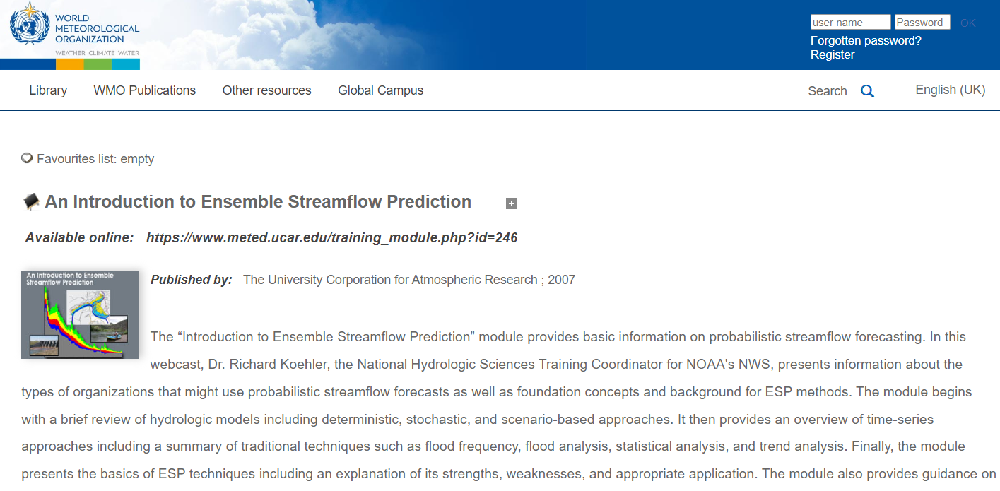 WORLD
METEOROLOGICAL
ORGANIZATION
WEATHER CLIMATE WATER
user name Password OK
Forgotten password?
Register
Library WMO Publications Other resources Global Campus Search English (UK)
Favourites list: empty
An Introduction to Ensemble Streamflow Prediction
Available online: https://www.meted.ucar.edu/training_module.php?id=246
An Introduction to Ensemble
Streamflow Prediction
Published by: The University Corporation for Atmospheric Research ; 2007
The “Introduction to Ensemble Streamflow Prediction” module provides basic information on probabilistic streamflow forecasting. In this
webcast, Dr. Richard Koehler, the National Hydrologic Sciences Training Coordinator for NOAA's NWS, presents information about the
types of organizations that might use probabilistic streamflow forecasts as well as foundation concepts and background for ESP methods. The module begins
with a brief review of hydrologic models including deterministic, stochastic, and scenario-based approaches. It then provides an overview of time-series
approaches including a summary of traditional techniques such as flood frequency, flood analysis, statistical analysis, and trend analysis. Finally, the module
presents the basics of ESP techniques including an explanation of its strengths, weaknesses, and appropriate application. The module also provides guidance on